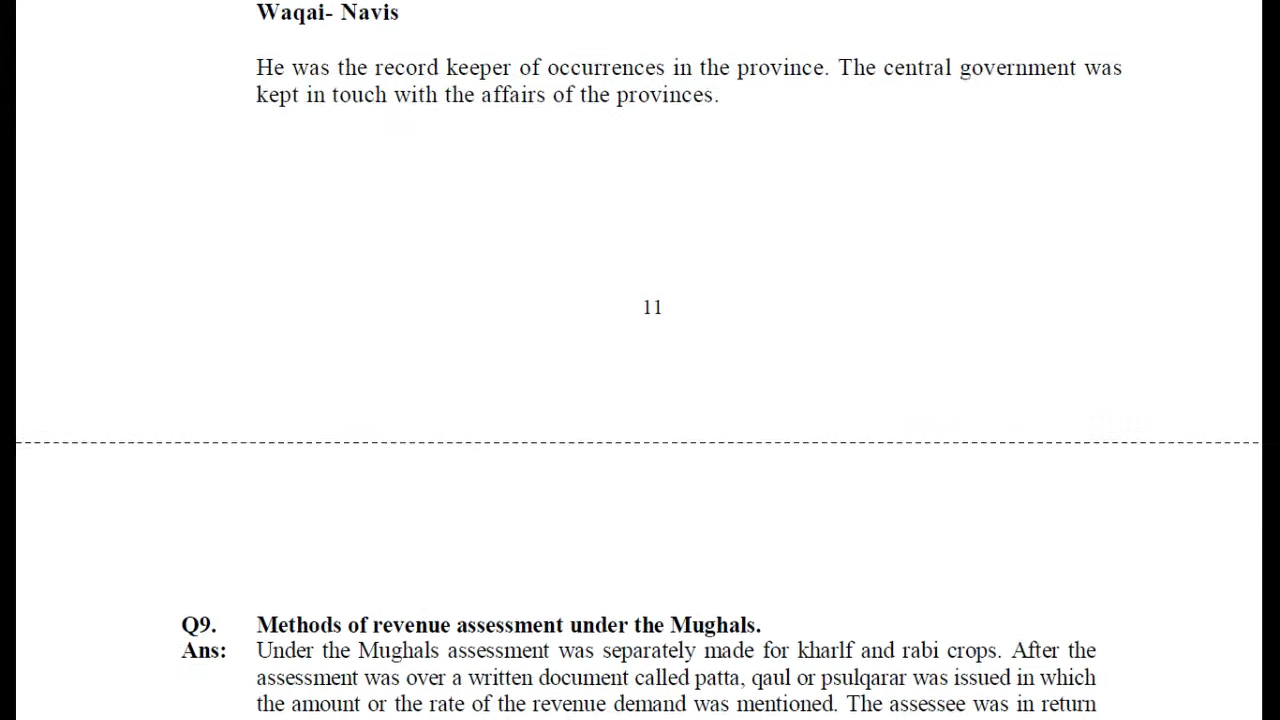 Waqai- Navis
He was the record keeper of occurrences in the province. The central government was
kept in touch with the affairs of the provinces.
11
Q9. Methods of revenue assessment under the Mughals.
Ans: Under the Mughals assessment was separately made for kharlf and rabi crops. After the
assessment was over a written document called patta, qaul or psulqarar was issued in which
the amount or the rate of the revenue demand was mentioned. The assessee was in return